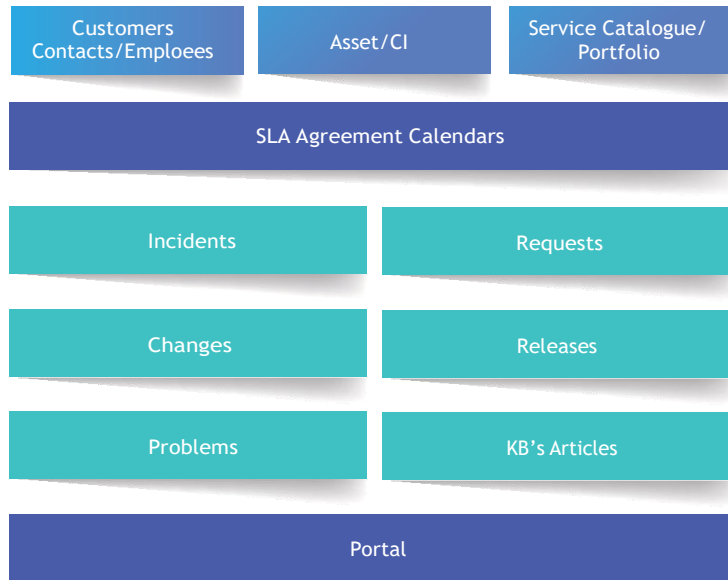 Customers
Contacts/Emploees
Asset/CI
Service Catalogue/
Portfolio
SLA Agreement Calendars
Incidents
Requests
Changes
Releases
Problems
KB’s Articles
Portal